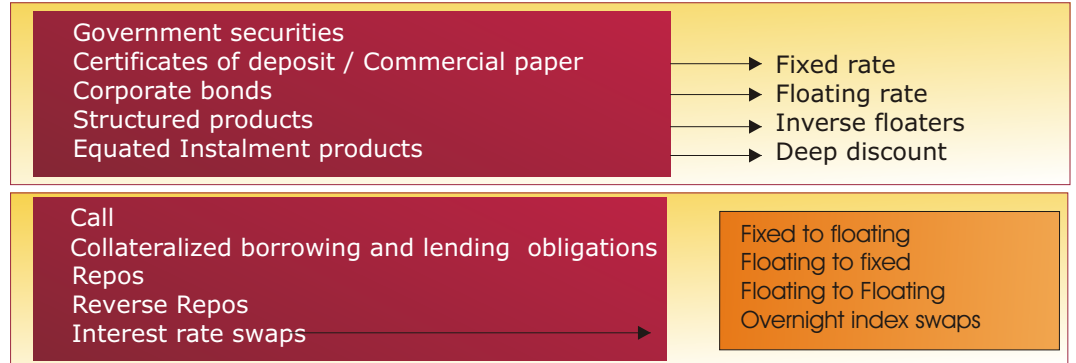 Government securities
Certificates of deposit / Commercial paper
Corporate bonds
Structured products
Equated Instalment products
Fixed rate
Floating rate
Inverse floaters
Deep discount
Call
Collateralized borrowing and lending obligations
Repos
Reverse Repos
Interest rate swaps
Fixed to floating
Floating to fixed
Floating to Floating
Overnight index swaps